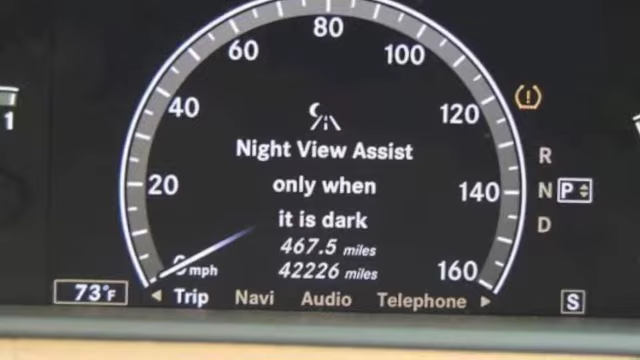 80
60
100
40
120
1
Night View Assist
R
only when
20
140
N P
it is dark
D
467.5 miles
0 mph
42226 miles
160
73°F
Trip Navi Audio Telephone
S